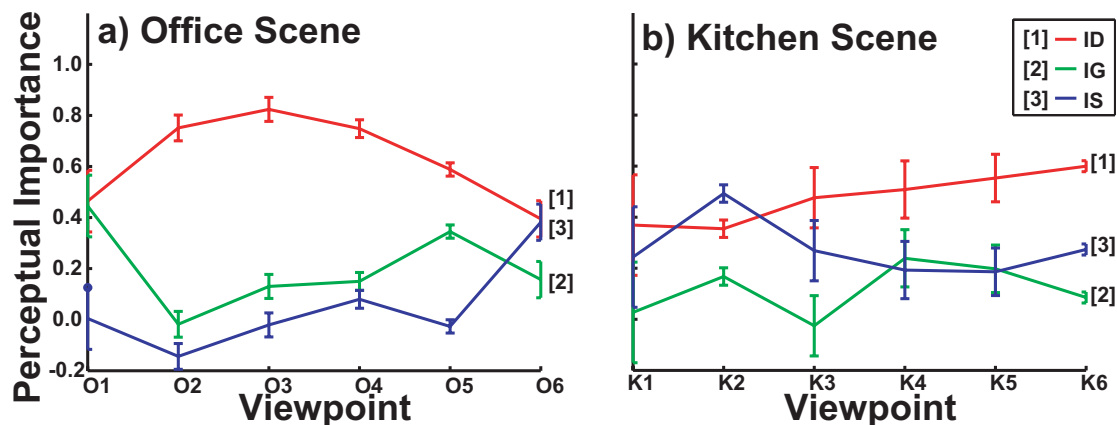 a) Office Scene
b) Kitchen Scene
[1] ID
[2] IG
[3] IS
Perceptual Importance
1.0
0.8
0.6
0.4
0.2
0.0
-0.2
[1]
[3]
[2]
O1 O2 O3 O4 O5 O6
Viewpoint
[1]
[3]
[2]
K1 K2 K3 K4 K5 K6
Viewpoint